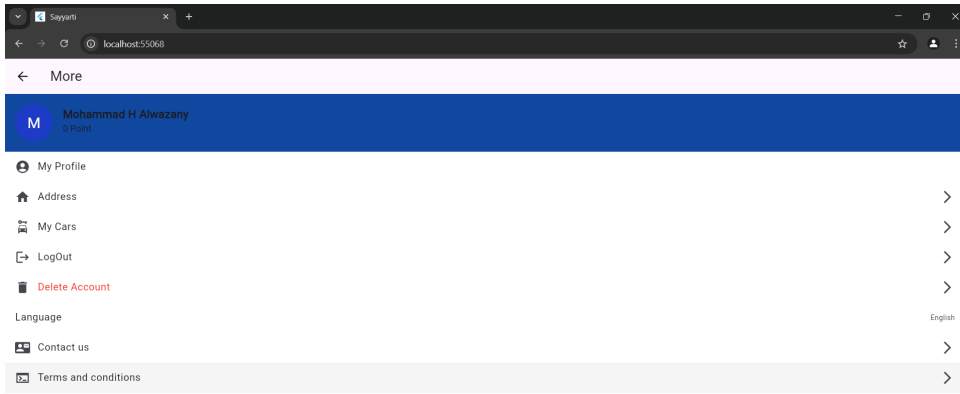 Sayyarti
localhost:55068
More
M
Mohammad H Alwazany
0 Point
My Profile
Address
My Cars
LogOut
Delete Account
Language English
Contact us
Terms and conditions